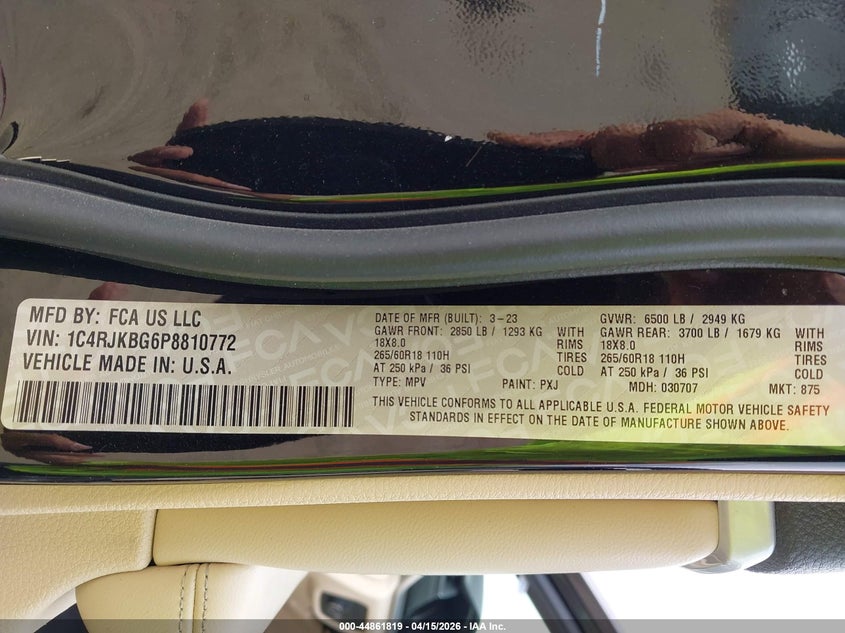 MFD BY: FCA US LLC
VIN: 1C4RJKBG6P8810772
VEHICLE MADE IN: U.S.A.
DATE OF MFR (BUILT): 3-23 GVWR: 6500 LB / 2949 KG
GAWR FRONT: 2850 LB / 1293 KG WITH GAWR REAR: 3700 LB / 1679 KG WITH
18X8.0 RIMS 18X8.0 RIMS
265/60R18 110H TIRES 265/60R18 110H TIRES
AT 250 kPa / 36 PSI COLD AT 250 kPa / 36 PSI COLD
TYPE: MPV PAINT: PXJ MDH: 030707 MKT: 875
THIS VEHICLE CONFORMS TO ALL APPLICABLE U.S.A. FEDERAL MOTOR VEHICLE SAFETY
STANDARDS IN EFFECT ON THE DATE OF MANUFACTURE SHOWN ABOVE.
000-44861819 - 04/15/2026 - IAA Inc.